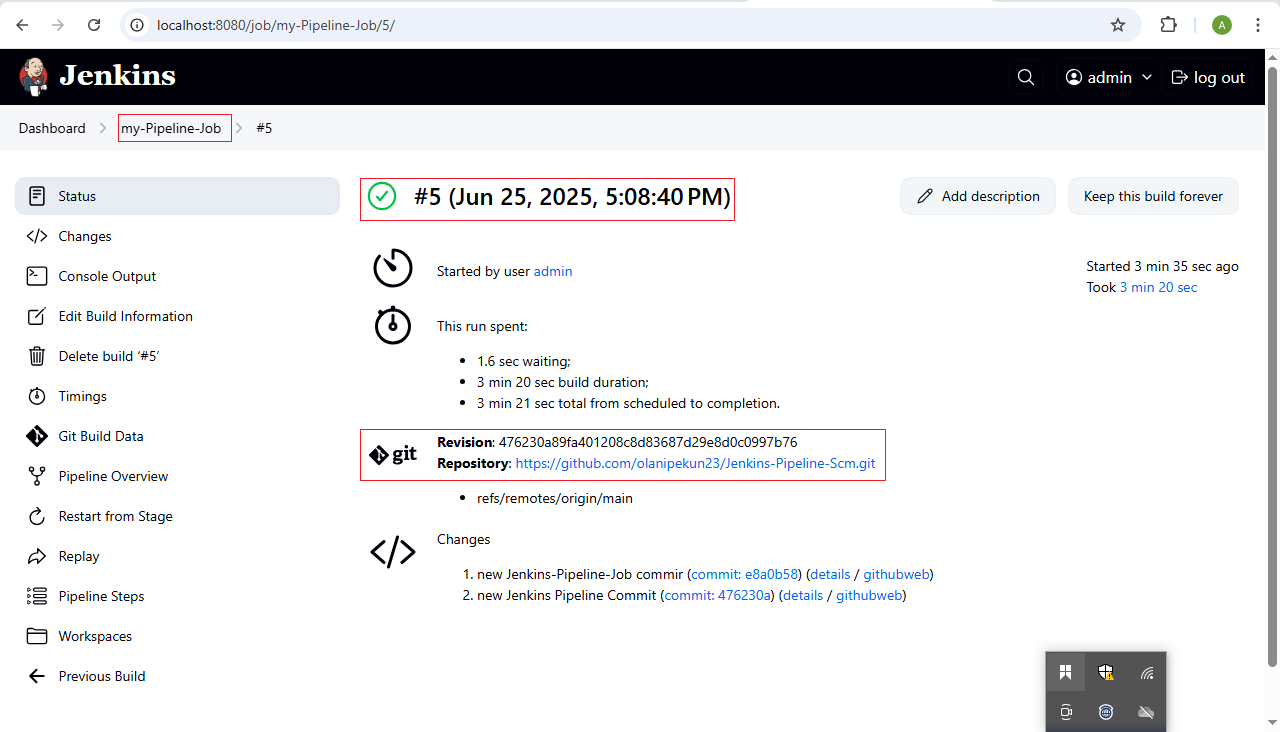 localhost:8080/job/my-Pipeline-Job/5/
A
Jenkins
admin
log out
Dashboard
my-Pipeline-Job
#5
Status
Changes
Console Output
Edit Build Information
Delete build ‘#5’
Timings
Git Build Data
Pipeline Overview
Restart from Stage
Replay
Pipeline Steps
Workspaces
Previous Build
#5 (Jun 25, 2025, 5:08:40 PM)
Add description
Keep this build forever
Started by user admin
Started 3 min 35 sec ago
Took 3 min 20 sec
This run spent:
1.6 sec waiting;
3 min 20 sec build duration;
3 min 21 sec total from scheduled to completion.
git
Revision: 476230a89fa401208c8d83687d29e8d0c0997b76
Repository: https://github.com/olanipekun23/Jenkins-Pipeline-Scm.git
refs/remotes/origin/main
Changes
1. new Jenkins-Pipeline-Job commir (commit: e8a0b58) (details / githubweb)
2. new Jenkins Pipeline Commit (commit: 476230a) (details / githubweb)